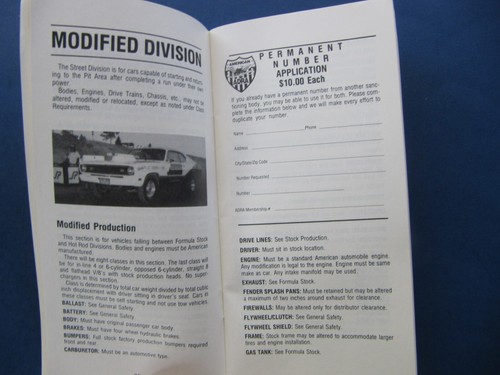 MODIFIED DIVISION
The Street Division is for cars capable of starting and return-
ing to the Pit Area after completing a run under their own
power.
Bodies, Engines, Drive Trains, Chassis, etc., may not be
altered, modified or relocated, except as noted under Class
Requirements.
Modified Production
This section is for vehicles falling between Formula Stock
and Hot Rod Divisions. Bodies and engines must be American
manufactured.
There will be eight classes in this section. The last class will
be for in-line 4 or 6-cylinder, opposed 6-cylinder, straight 8
and flathead V/8's with stock production heads. No super-
chargers in this section.
Class is determined by total car weight divided by total cubic
inch displacement with driver sitting in driver's seat. Cars in
these classes must be self starting and not use tow vehicles.
BALLAST: See General Safety.
BATTERY: See General Safety.
BODY: Must have original passenger car body.
BRAKES: Must have four wheel hydraulic brakes.
BUMPERS: Full stock factory production bumpers required
front and rear.
CARBURETOR: Must be an automotive type.
AMERICAN
AGRA
PERMANENT
NUMBER
APPLICATION
$10.00 Each
If you already have a permanent number from another sanc-
tioning body, you may be able to use it for both. Please com-
plete the information below and we will make every effort to
duplicate your number.
Name Phone
Address
City/State/Zip Code
Number Requested
Number
AGRA Membership #
DRIVE LINES: See Stock Production.
DRIVER: Must sit in stock location.
ENGINE: Must be a standard American automobile engine.
Any modification is legal to the engine. Engine must be same
make as car. Any intake manifold may be used.
EXHAUST: See Formula Stock.
FENDER SPLASH PANS: Must be retained but may be altered
a maximum of two inches around exhaust for clearance.
FIREWALLS: May be altered only for distributor clearance.
FLYWHEEL/CLUTCH: See General Safety.
FLYWHEEL SHIELD: See General Safety.
FRAME: Stock frame may be altered to accommodate larger
tires and engine installation.
GAS TANK: See Formula Stock.